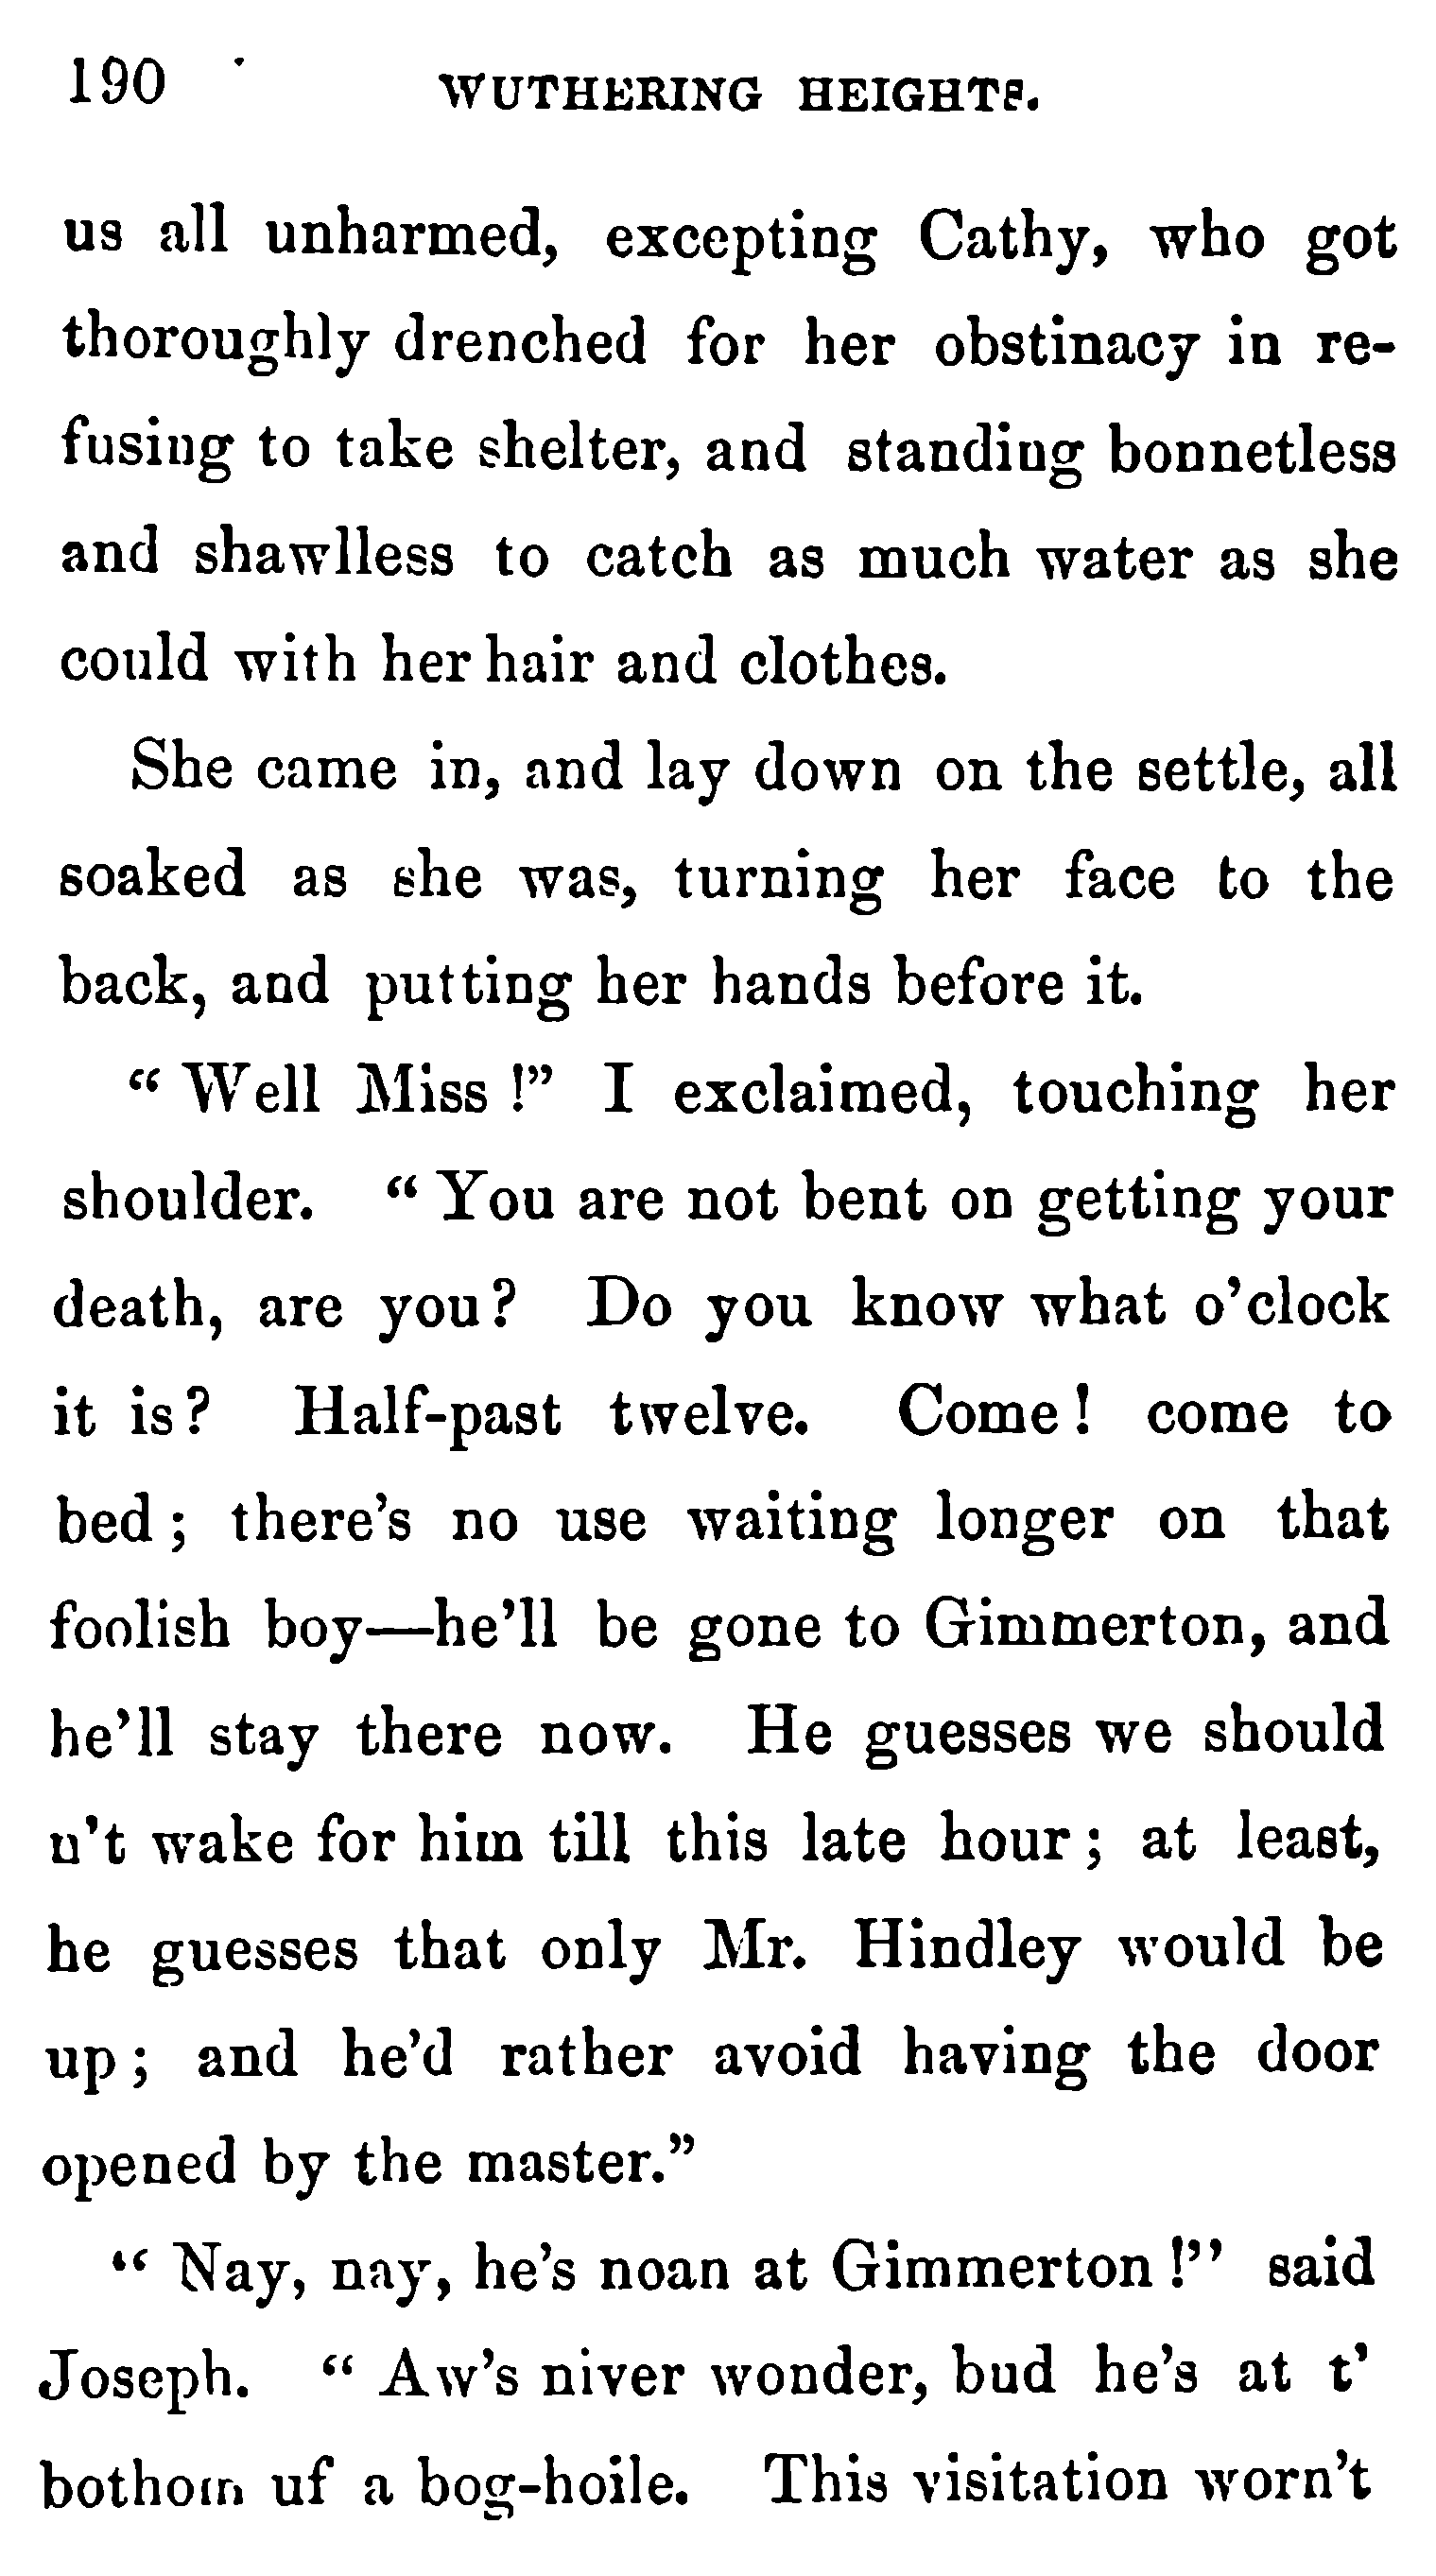 190 WUTHERING HEIGHTS.
us all unharmed, excepting Cathy, who got
thoroughly drenched for her obstinacy in re-
fusing to take shelter, and standing bonnetless
and shawlless to catch as much water as she
could with her hair and clothes.
She came in, and lay down on the settle, all
soaked as she was, turning her face to the
back, and putting her hands before it.
“ Well Miss !” I exclaimed, touching her
shoulder. “ You are not bent on getting your
death, are you? Do you know what o’clock
it is? Half-past twelve. Come! come to
bed; there’s no use waiting longer on that
foolish boy—he’ll be gone to Gimmerton, and
he’ll stay there now. He guesses we should
n’t wake for him till this late hour; at least,
he guesses that only Mr. Hindley would be
up; and he’d rather avoid having the door
opened by the master.”
“ Nay, nay, he’s noan at Gimmerton !” said
Joseph. “ Aw’s niver wonder, bud he’s at t’
bothom uf a bog-hoile. This visitation worn’t